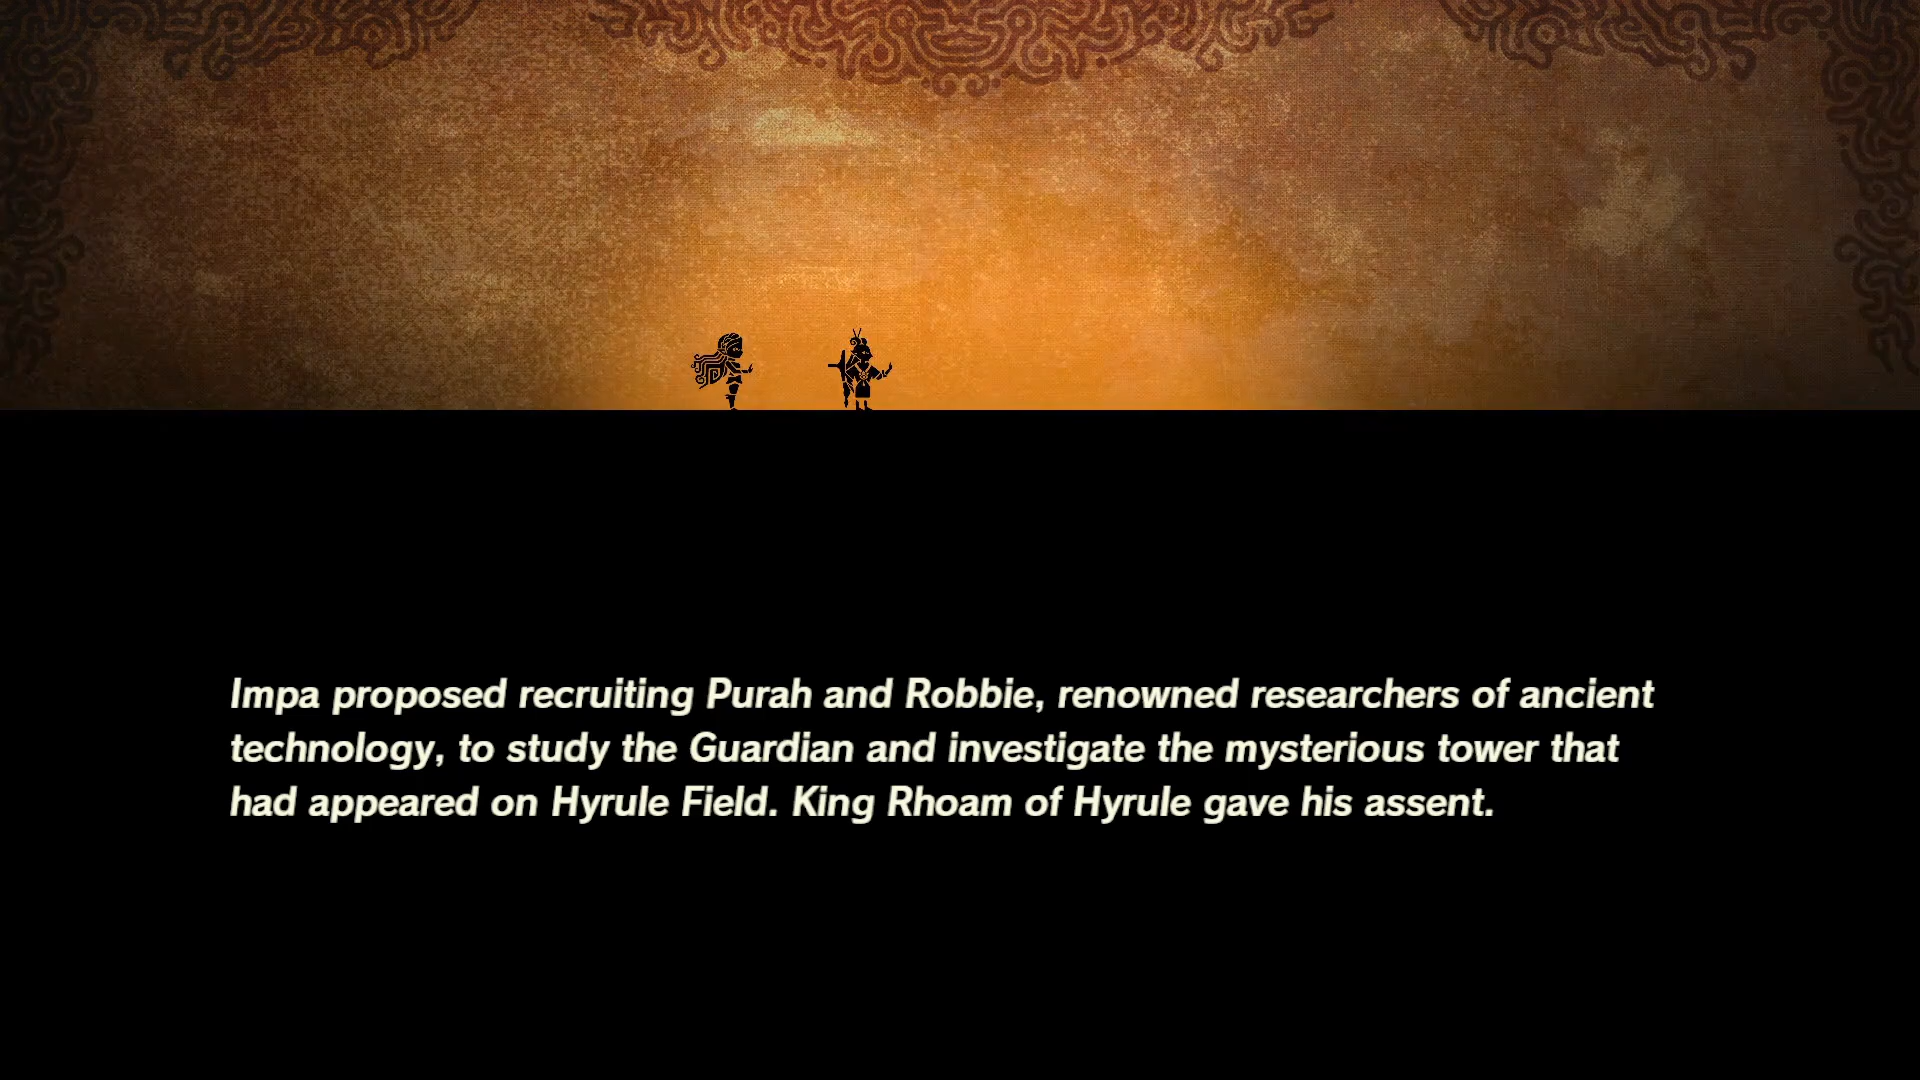 Impa proposed recruiting Purah and Robbie, renowned researchers of ancient
technology, to study the Guardian and investigate the mysterious tower that
had appeared on Hyrule Field. King Rhoam of Hyrule gave his assent.